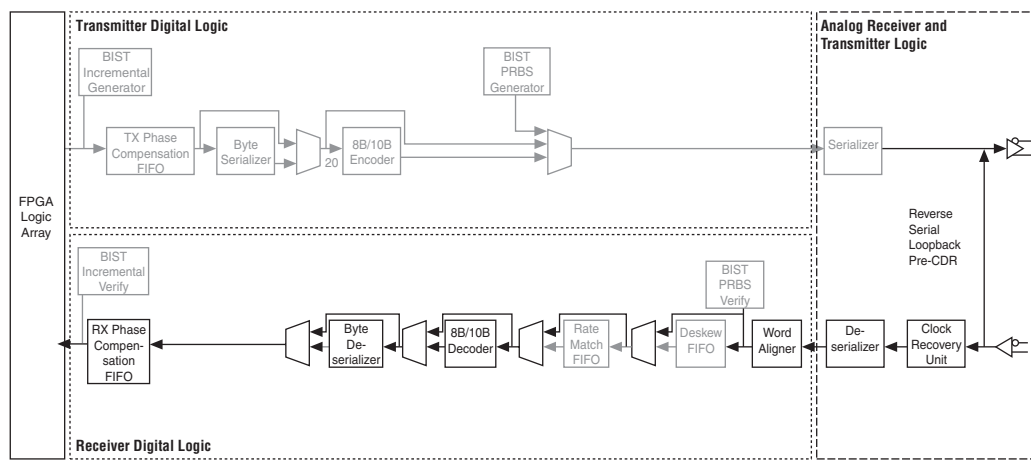 Transmitter Digital Logic
Analog Receiver and
Transmitter Logic
BIST
Incremental
Generator
BIST
PRBS
Generator
TX Phase
Compensation
FIFO
Byte
Serializer
20
8B/10B
Encoder
Serializer
FPGA
Logic
Array
Reverse
Serial
Loopback
Pre-CDR
BIST
Incremental
Verify
BIST
PRBS
Verify
RX Phase
Compen-
sation
FIFO
Byte
De-
serializer
8B/10B
Decoder
Rate
Match
FIFO
Deskew
FIFO
Word
Aligner
De-
serializer
Clock
Recovery
Unit
Receiver Digital Logic